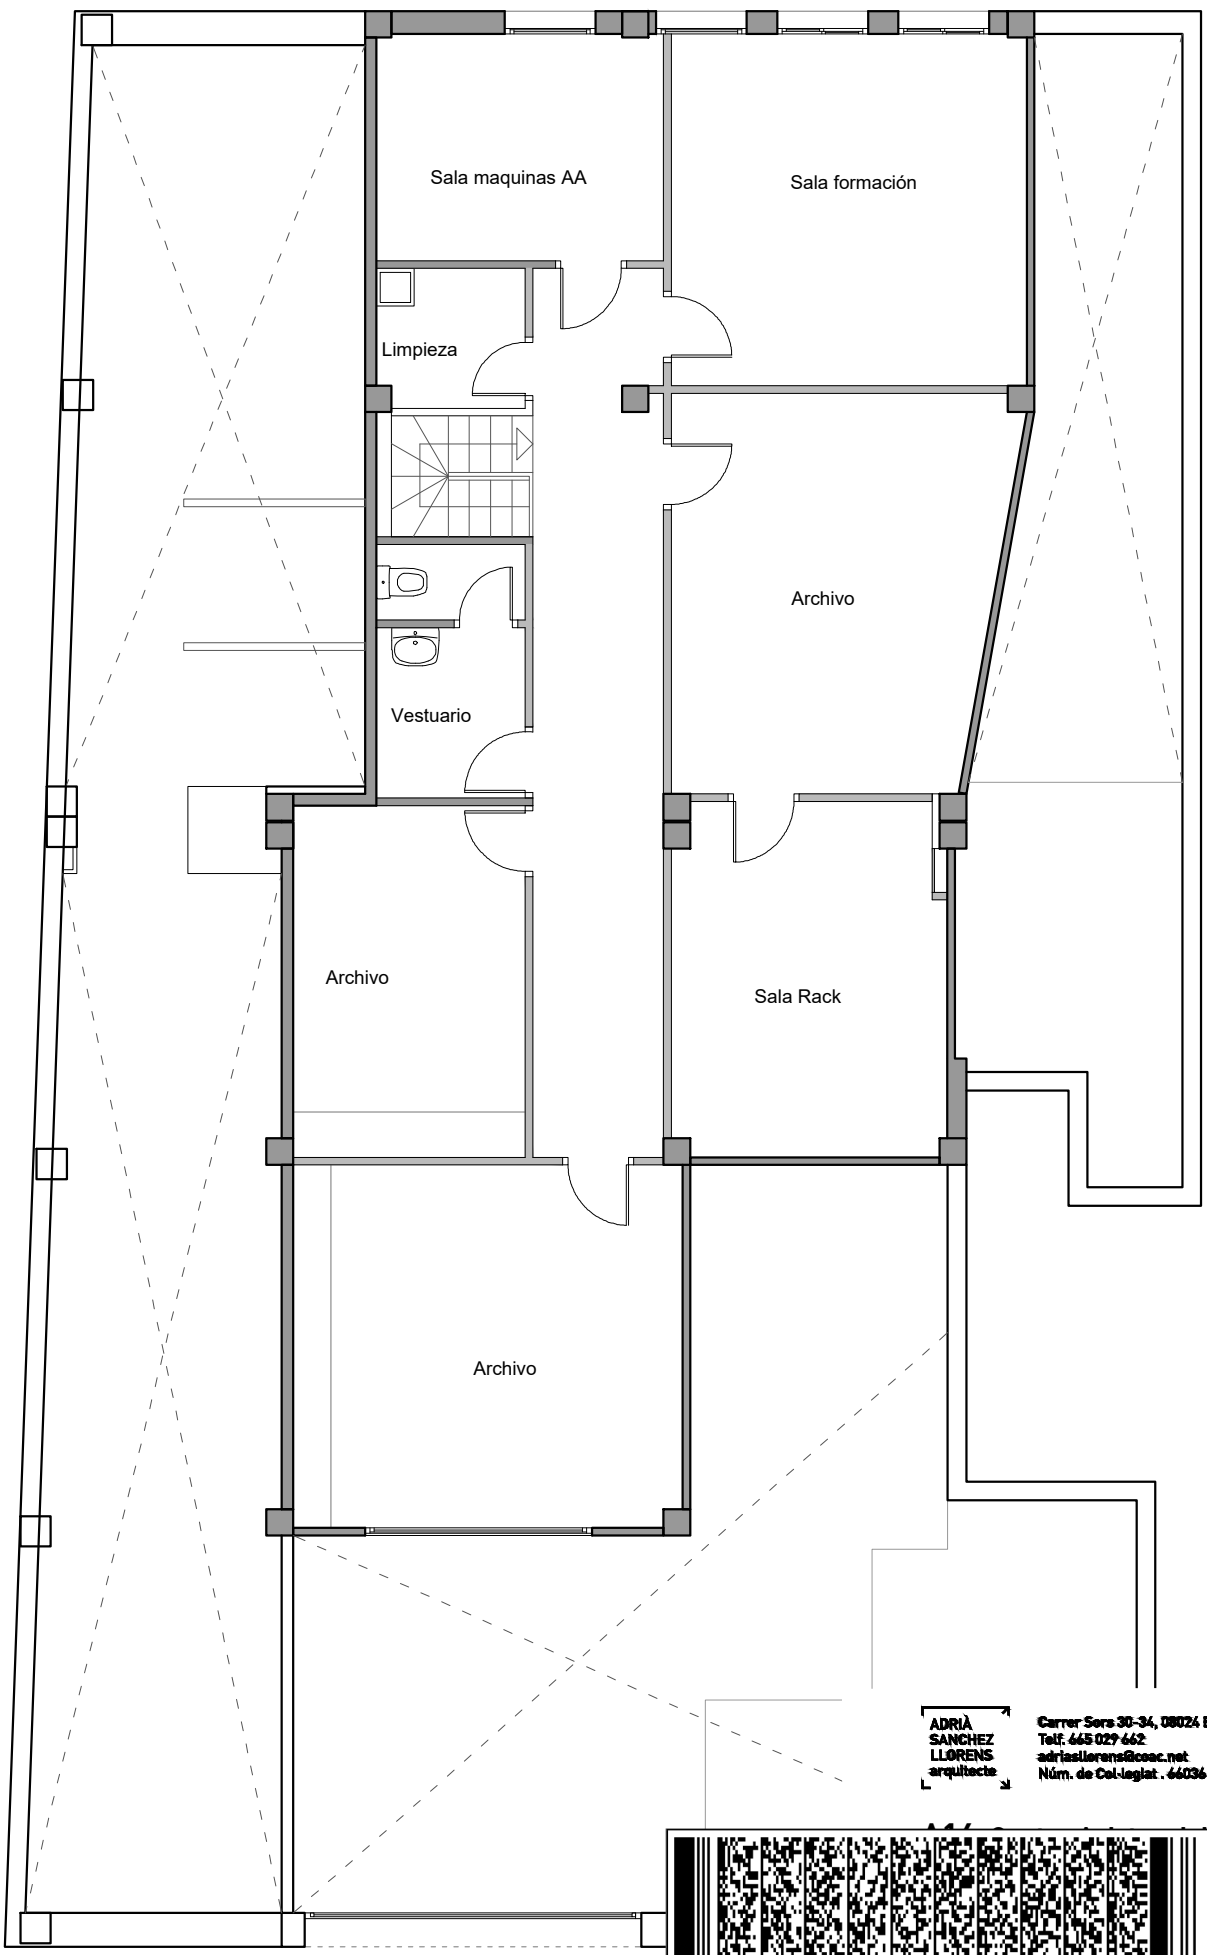 Sala maquinas AA
Sala formación
Limpieza
Archivo
Vestuario
Archivo
Sala Rack
Archivo
ADRIÀ
SANCHEZ
LLORENS
arquitecte
Carrer Sors 30-34, 08024
Telf. 665 029 662
adriasllorens@coac.net
Núm. de Col·legiat . 66036